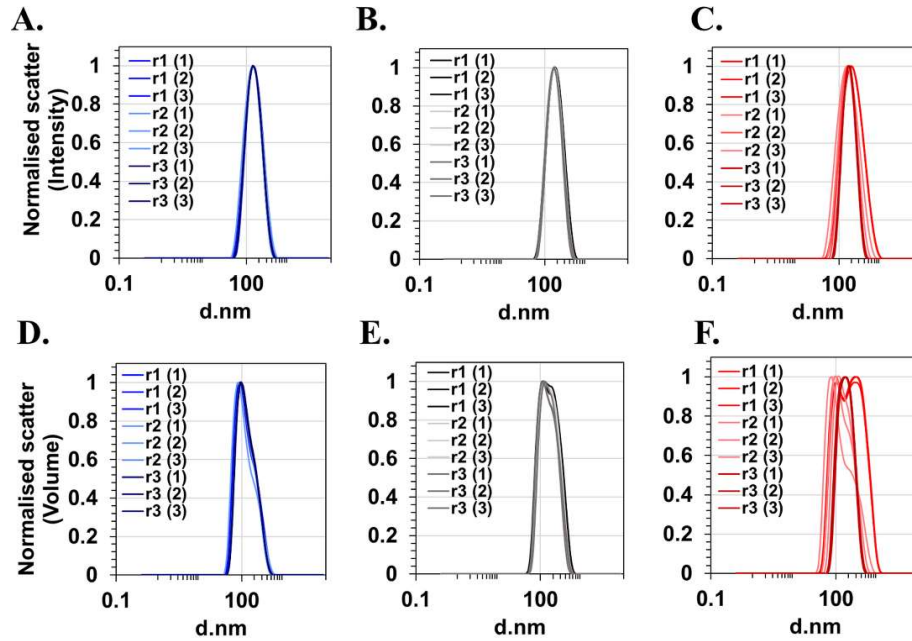 A.
B.
C.
Normalised scatter
(Intensity)
1
0.8
0.6
0.4
0.2
0
r1 (1)
r1 (2)
r1 (3)
r2 (1)
r2 (2)
r2 (3)
r3 (1)
r3 (2)
r3 (3)
0.1
100
d.nm
1
0.8
0.6
0.4
0.2
0
r1 (1)
r1 (2)
r1 (3)
r2 (1)
r2 (2)
r2 (3)
r3 (1)
r3 (2)
r3 (3)
0.1
100
d.nm
1
0.8
0.6
0.4
0.2
0
r1 (1)
r1 (2)
r1 (3)
r2 (1)
r2 (2)
r2 (3)
r3 (1)
r3 (2)
r3 (3)
0.1
100
d.nm
D.
E.
F.
Normalised scatter
(Volume)
1
0.8
0.6
0.4
0.2
0
r1 (1)
r1 (2)
r1 (3)
r2 (1)
r2 (2)
r2 (3)
r3 (1)
r3 (2)
r3 (3)
0.1
100
d.nm
1
0.8
0.6
0.4
0.2
0
r1 (1)
r1 (2)
r1 (3)
r2 (1)
r2 (2)
r2 (3)
r3 (1)
r3 (2)
r3 (3)
0.1
100
d.nm
1
0.8
0.6
0.4
0.2
0
r1 (1)
r1 (2)
r1 (3)
r2 (1)
r2 (2)
r2 (3)
r3 (1)
r3 (2)
r3 (3)
0.1
100
d.nm